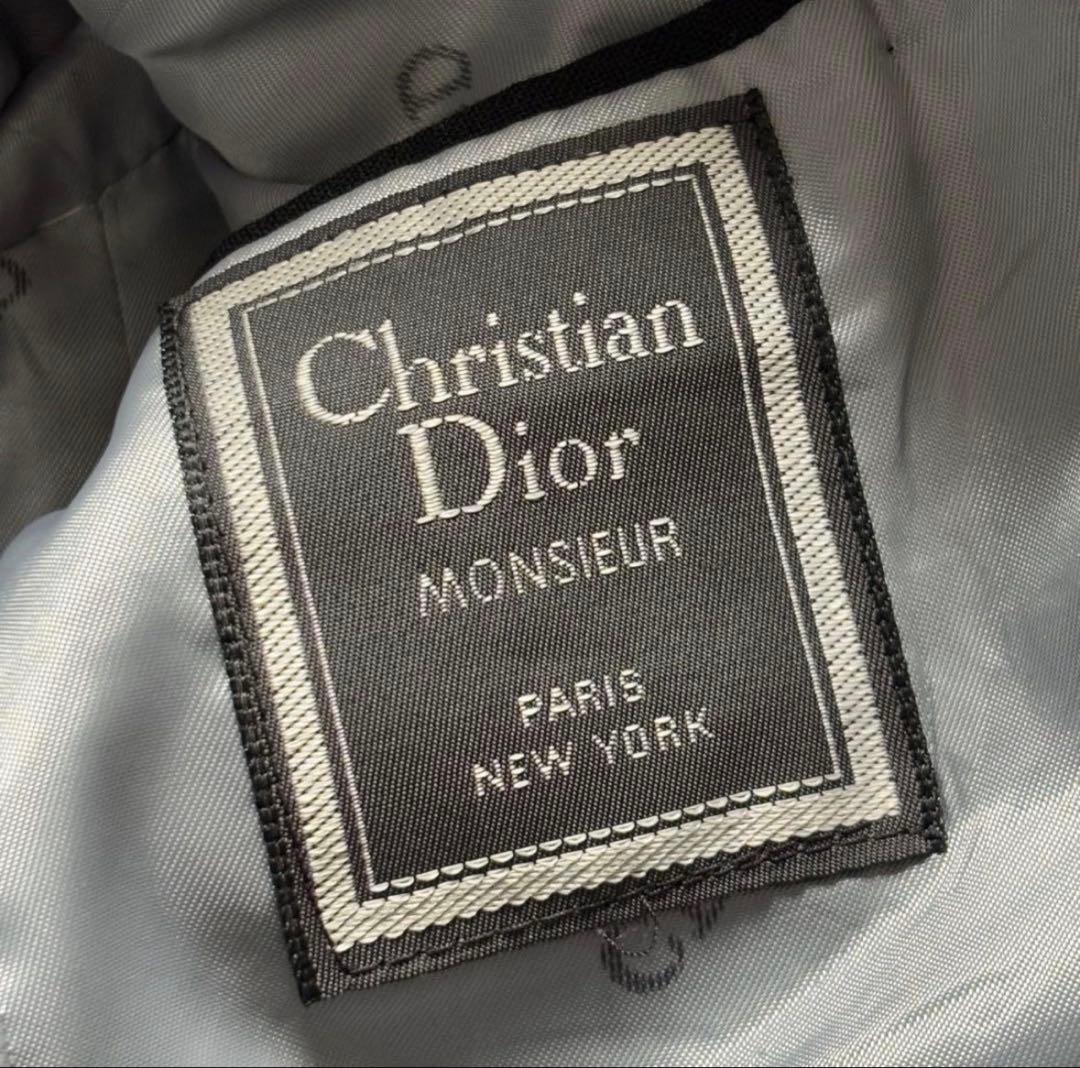 Christian
Dior
MONSIEUR
PARIS
NEW YORK